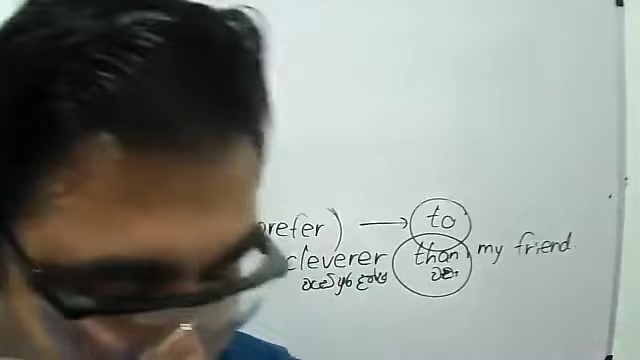 prefer) → to
cleverer than my friend.